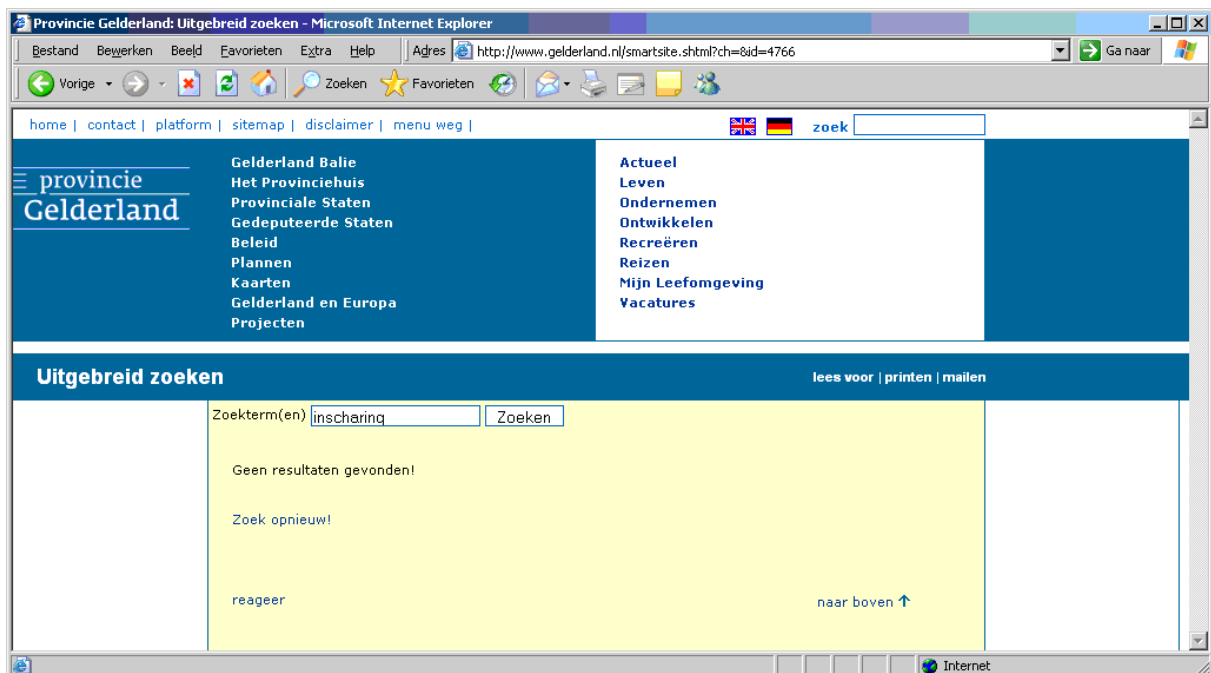 Provincie Gelderland: Uitgebreid zoeken - Microsoft Internet Explorer
Bestand Bewerken Beeld Favorieten Extra Help Adres http://www.gelderland.nl/smartsite.shtml?ch=&id=4766 Ga naar
Vorige Zoeken Favorieten
home | contact | platform | sitemap | disclaimer | menu weg | zoek
provincie
Gelderland
Gelderland Balie
Het Provinciehuis
Provinciale Staten
Gedeputeerde Staten
Beleid
Plannen
Kaarten
Gelderland en Europa
Projecten
Actueel
Leven
Ondernemen
Ontwikkelen
Recreëren
Reizen
Mijn Leefomgeving
Vacatures
Uitgebreid zoeken lees voor | printen | mailen
Zoekterm(en) inscharing Zoeken
Geen resultaten gevonden!
Zoek opnieuw!
reageer naar boven ↑
Internet